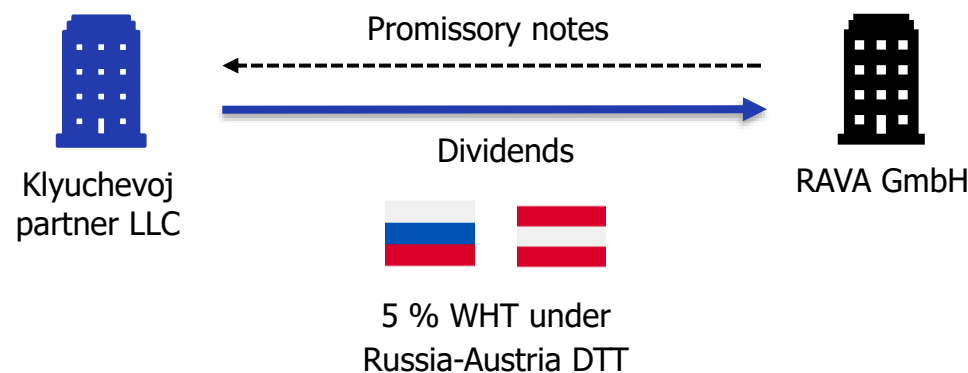 Promissory notes
Dividends
Klyuchevoj
partner LLC
RAVA GmbH
5 % WHT under
Russia-Austria DTT